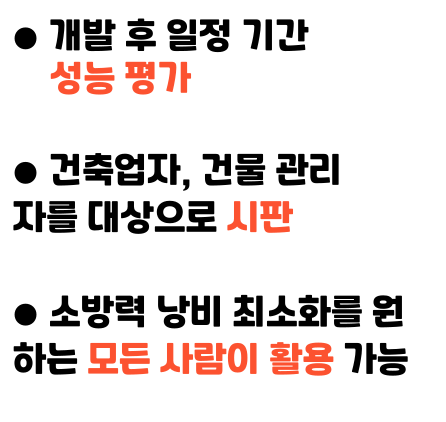 ● 개발 후 일정 기간
성능 평가
● 건축업자, 건물 관리
자를 대상으로 시판
● 소방력 낭비 최소화를 원
하는 모든 사람이 활용 가능